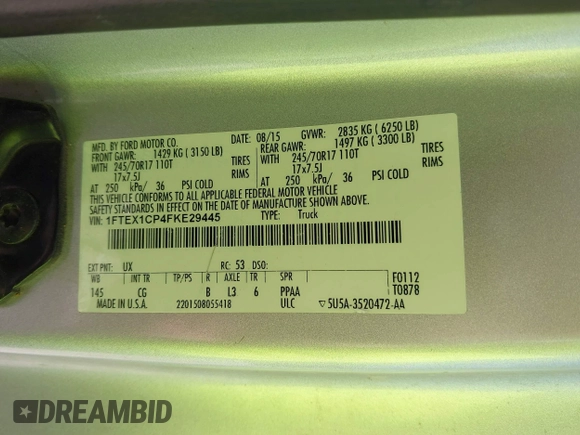 MFD. BY FORD MOTOR CO.
DATE: 08/15 GVWR: 2835 KG ( 6250 LB)
FRONT GAWR: 1429 KG ( 3150 LB) REAR GAWR: 1497 KG ( 3300 LB)
WITH 245/70R17 110T TIRES WITH 245/70R17 110T TIRES
17x7.5J RIMS 17x7.5J RIMS
AT 250 kPa/ 36 PSI COLD AT 250 kPa/ 36 PSI COLD
THIS VEHICLE CONFORMS TO ALL APPLICABLE FEDERAL MOTOR VEHICLE
SAFETY STANDARDS IN EFFECT ON THE DATE OF MANUFACTURE SHOWN ABOVE.
VIN: 1FTEX1CP4FKE29445 TYPE: Truck
EXT PNT: UX RC: 53 DSO:
WB INT TR TP/PS R AXLE TR SPR
145 CG B L3 6 PPAA
F0112
T0878
MADE IN U.S.A. 2201508055418 ULC ▽5U5A-3520472-AA
DREAMBID